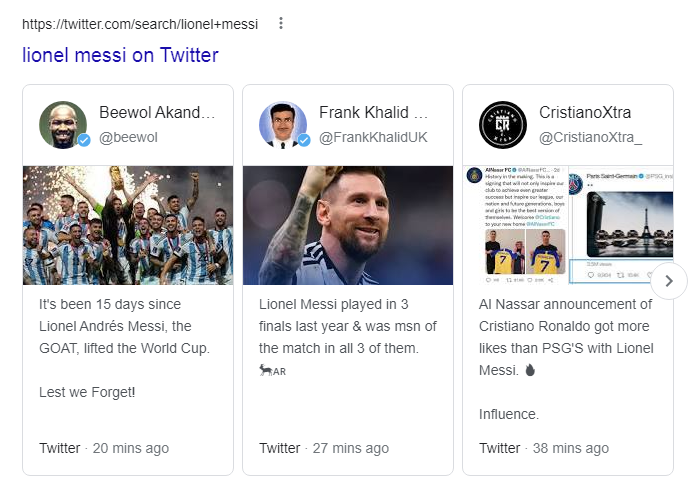 https://twitter.com/search/lionel+messi
lionel messi on Twitter
Beewol Akand...
@beewol
It's been 15 days since
Lionel Andrés Messi, the
GOAT, lifted the World Cup.
Lest we Forget!
Twitter · 20 mins ago
Frank Khalid ...
@FrankKhalidUK
Lionel Messi played in 3
finals last year & was msn of
the match in all 3 of them.
🐐AR
Twitter · 27 mins ago
CristianoXtra
@CristianoXtra_
AlNassr FC
History in the making. This is a
signing that will not only inspire our
club to achieve even greater
success but inspire our league, our
nation and future generations, boys
and girls to be the best version of
themselves. Welcome @Cristiano
to your new home @AlNassrFC
7
7
Paris Saint-Germain
Al Nassar announcement of
Cristiano Ronaldo got more
likes than PSG'S with Lionel
Messi. 🔥
Influence.
Twitter · 38 mins ago